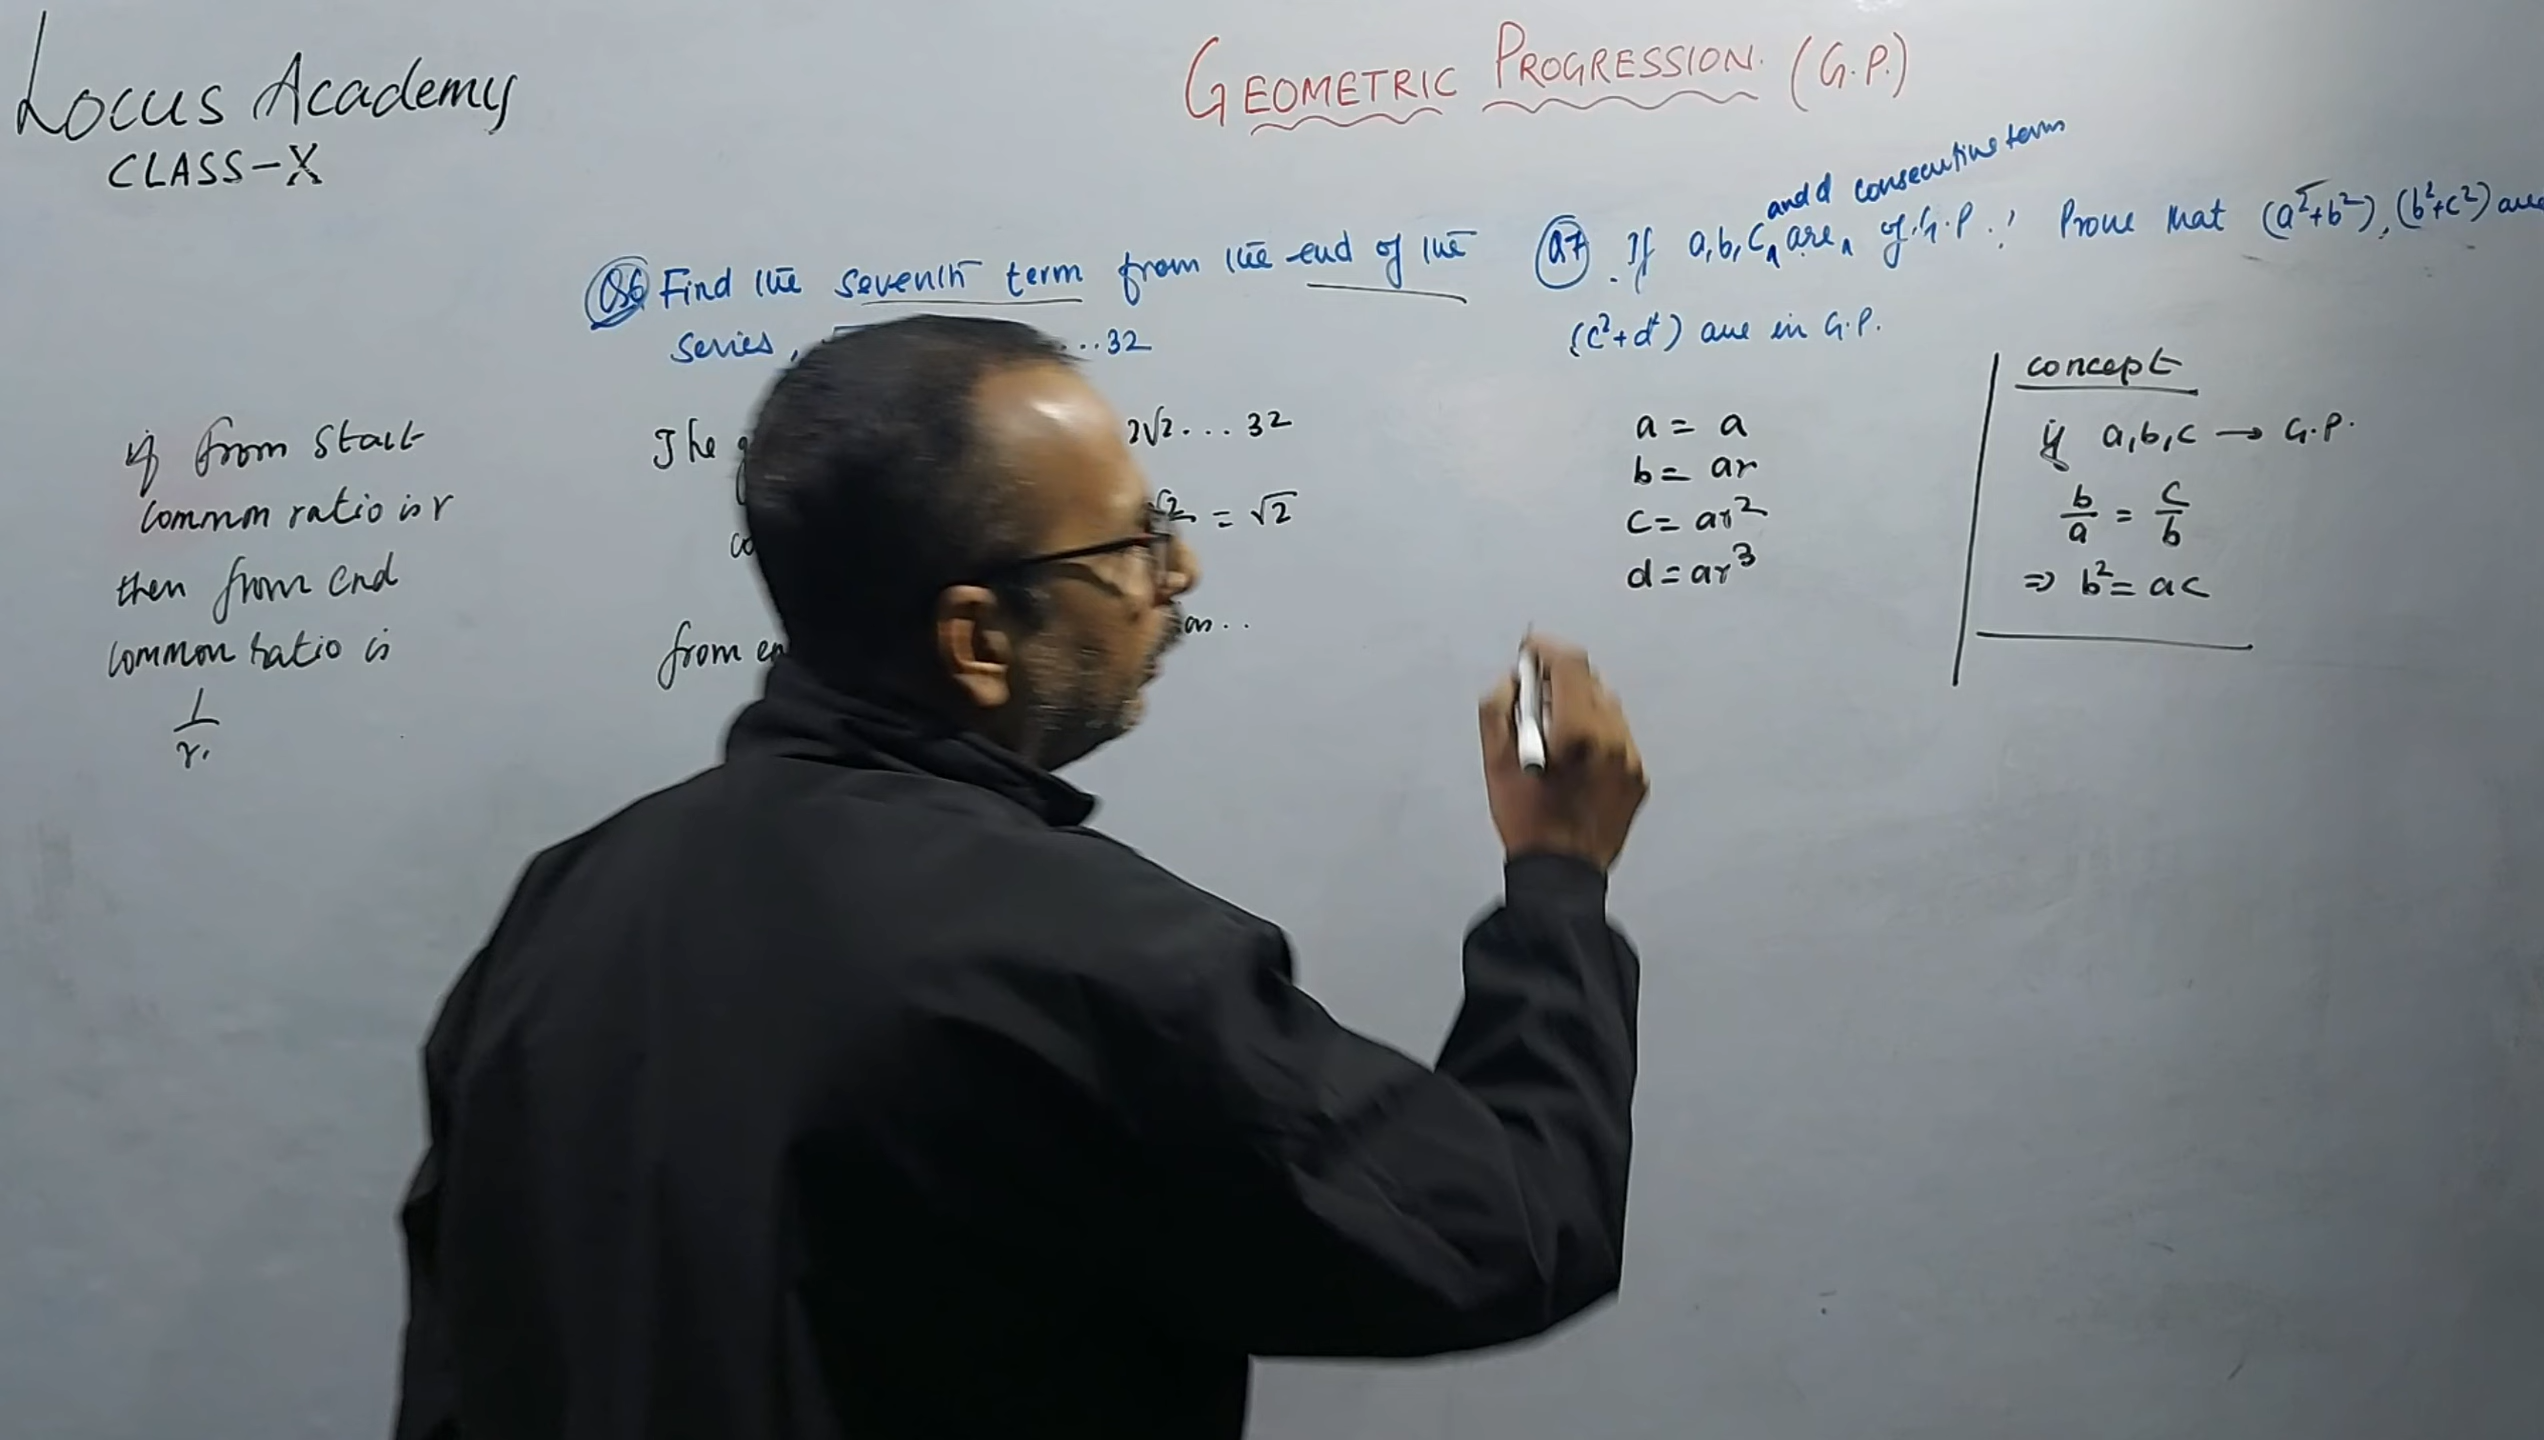 Locus Academy
CLASS-X
GEOMETRIC PROGRESSION. (G.P.)
Q6 Find the seventh term from the end of the
series, ...32
The 2√2... 32
= √2
from en
if from start
common ratio is r
then from end
common ratio is
1/r.
Q7. If a,b,c, and d are consecutive term of G.P.; Prove that (a²+b²), (b²+c²) are
(c²+d²) are in G.P.
a = a
b = ar
c = ar²
d = ar³
concept
if a,b,c → G.P.
b/a = c/b
⇒ b² = ac